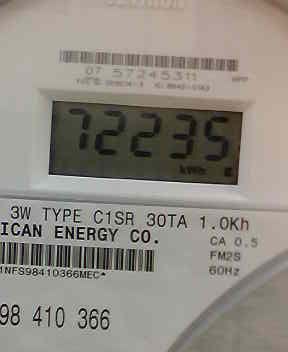 07 57245311
72235
kWh
3W TYPE C1SR 30TA 1.0Kh
ICAN ENERGY CO.
CA 0.5
FM2S
60Hz
1NFS98410366MEC*
98 410 366